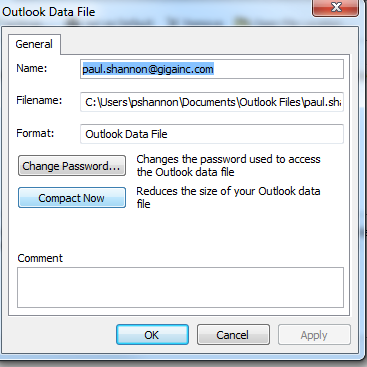 Outlook Data File
General
Name: paul.shannon@gigainc.com
Filename: C:\Users\pshannon\Documents\Outlook Files\paul.sha
Format: Outlook Data File
Change Password... Changes the password used to access
the Outlook data file
Compact Now Reduces the size of your Outlook data
file
Comment
OK Cancel Apply